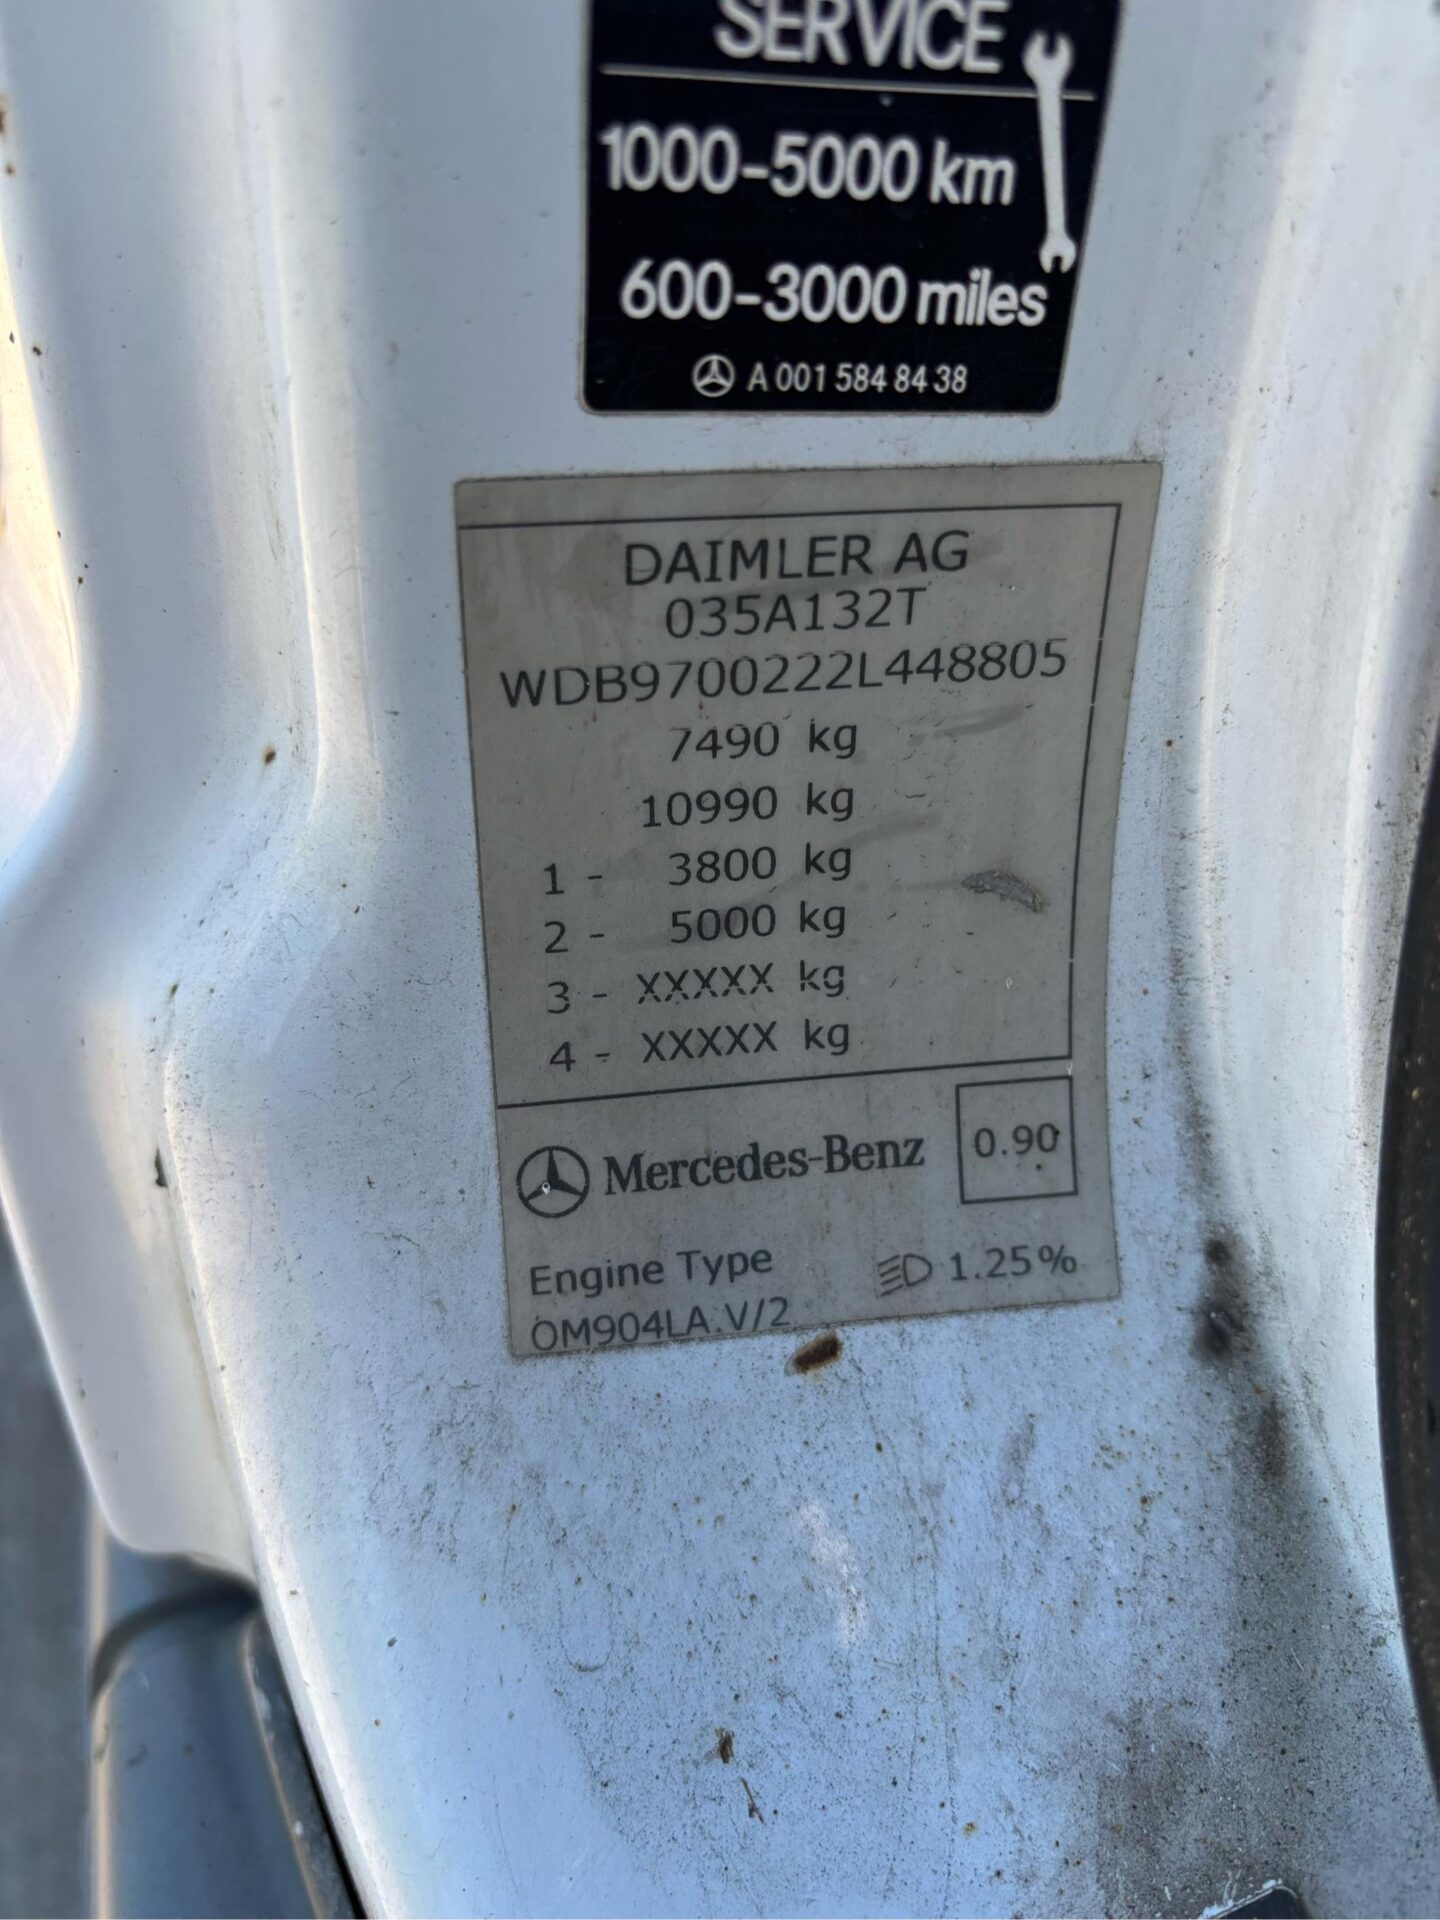 SERVICE
1000-5000 km
600-3000 miles
A 001 584 84 38
DAIMLER AG
035A132T
WDB9700222L448805
7490 kg
10990 kg
1 - 3800 kg
2 - 5000 kg
3 - XXXXX kg
4 - XXXXX kg
Mercedes-Benz
0.90
Engine Type
1.25%
OM904LA.V/2